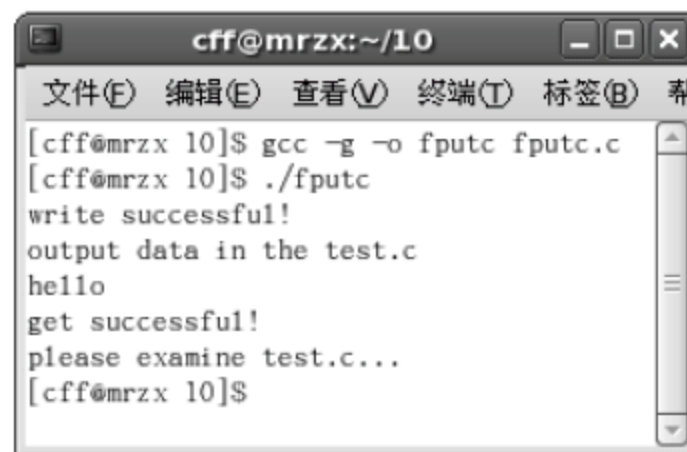 cff@mrzx:~/10
文件(F) 编辑(E) 查看(V) 终端(T) 标签(B)
[cff@mrzx 10]$ gcc -g -o fputc fputc.c
[cff@mrzx 10]$ ./fputc
write successful!
output data in the test.c
hello
get successful!
please examine test.c...
[cff@mrzx 10]$